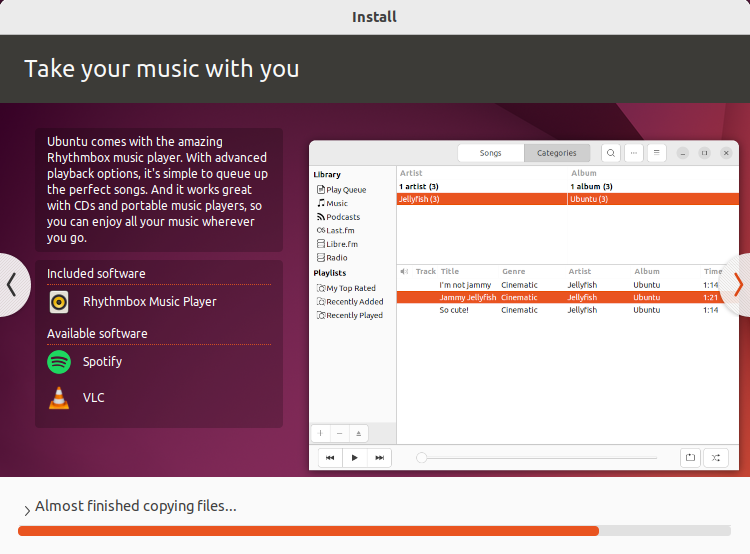 Install
Take your music with you
Ubuntu comes with the amazing
Rhythmbox music player. With advanced
playback options, it's simple to queue up
the perfect songs. And it works great
with CDs and portable music players, so
you can enjoy all your music wherever
you go.
Included software
Rhythmbox Music Player
Available software
Spotify
VLC
Songs Categories
Library
Play Queue
Music
Podcasts
Last.fm
Libre.fm
Radio
Playlists
My Top Rated
Recently Added
Recently Played
Artist Album
1 artist (3) 1 album (3)
Jellyfish (3) Ubuntu (3)
Track Title Genre Artist Album Time
I'm not jammy Cinematic Jellyfish Ubuntu 1:14
Jammy Jellyfish Cinematic Jellyfish Ubuntu 1:21
So cute! Cinematic Jellyfish Ubuntu 1:14
Almost finished copying files...